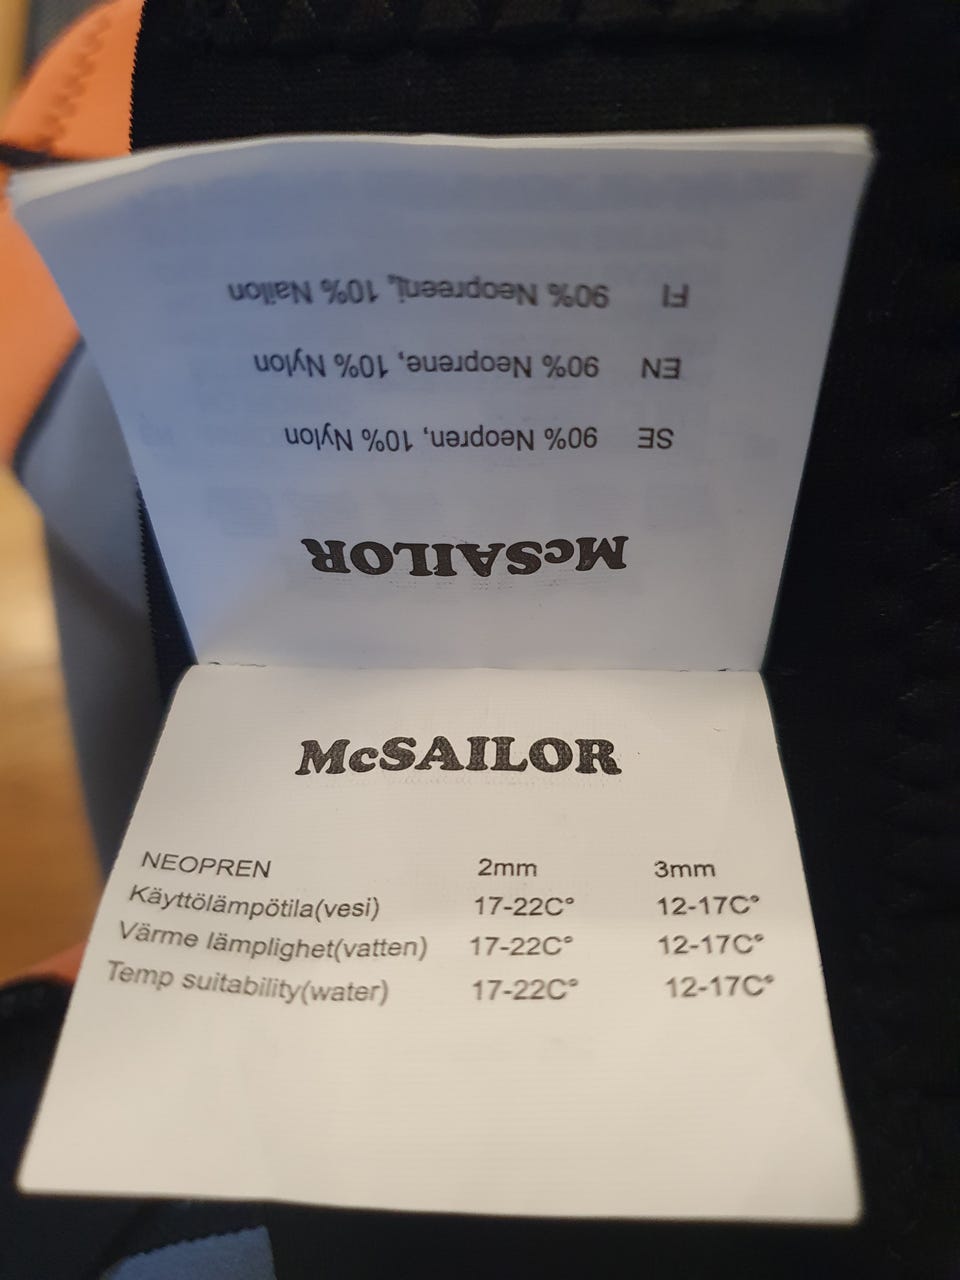 McSAILOR
SE 90% Neopren, 10% Nylon
EN 90% Neoprene, 10% Nylon
FI 90% Neopreeni, 10% Nailon
McSAILOR
NEOPREN 2mm 3mm
Käyttölämpötila(vesi) 17-22C° 12-17C°
Värme lämplighet(vatten) 17-22C° 12-17C°
Temp suitability(water) 17-22C° 12-17C°